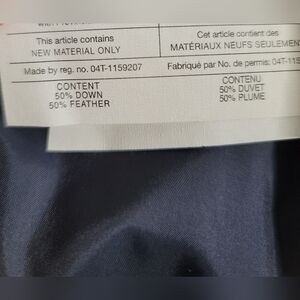 This article contains
NEW MATERIAL ONLY
Cet article contient des
MATÉRIAUX NEUFS SEULEMEN
Made by reg. no. 04T-1159207
Fabriqué par No. de permis: 04T-115
CONTENT
50% DOWN
50% FEATHER
CONTENU
50% DUVET
50% PLUME